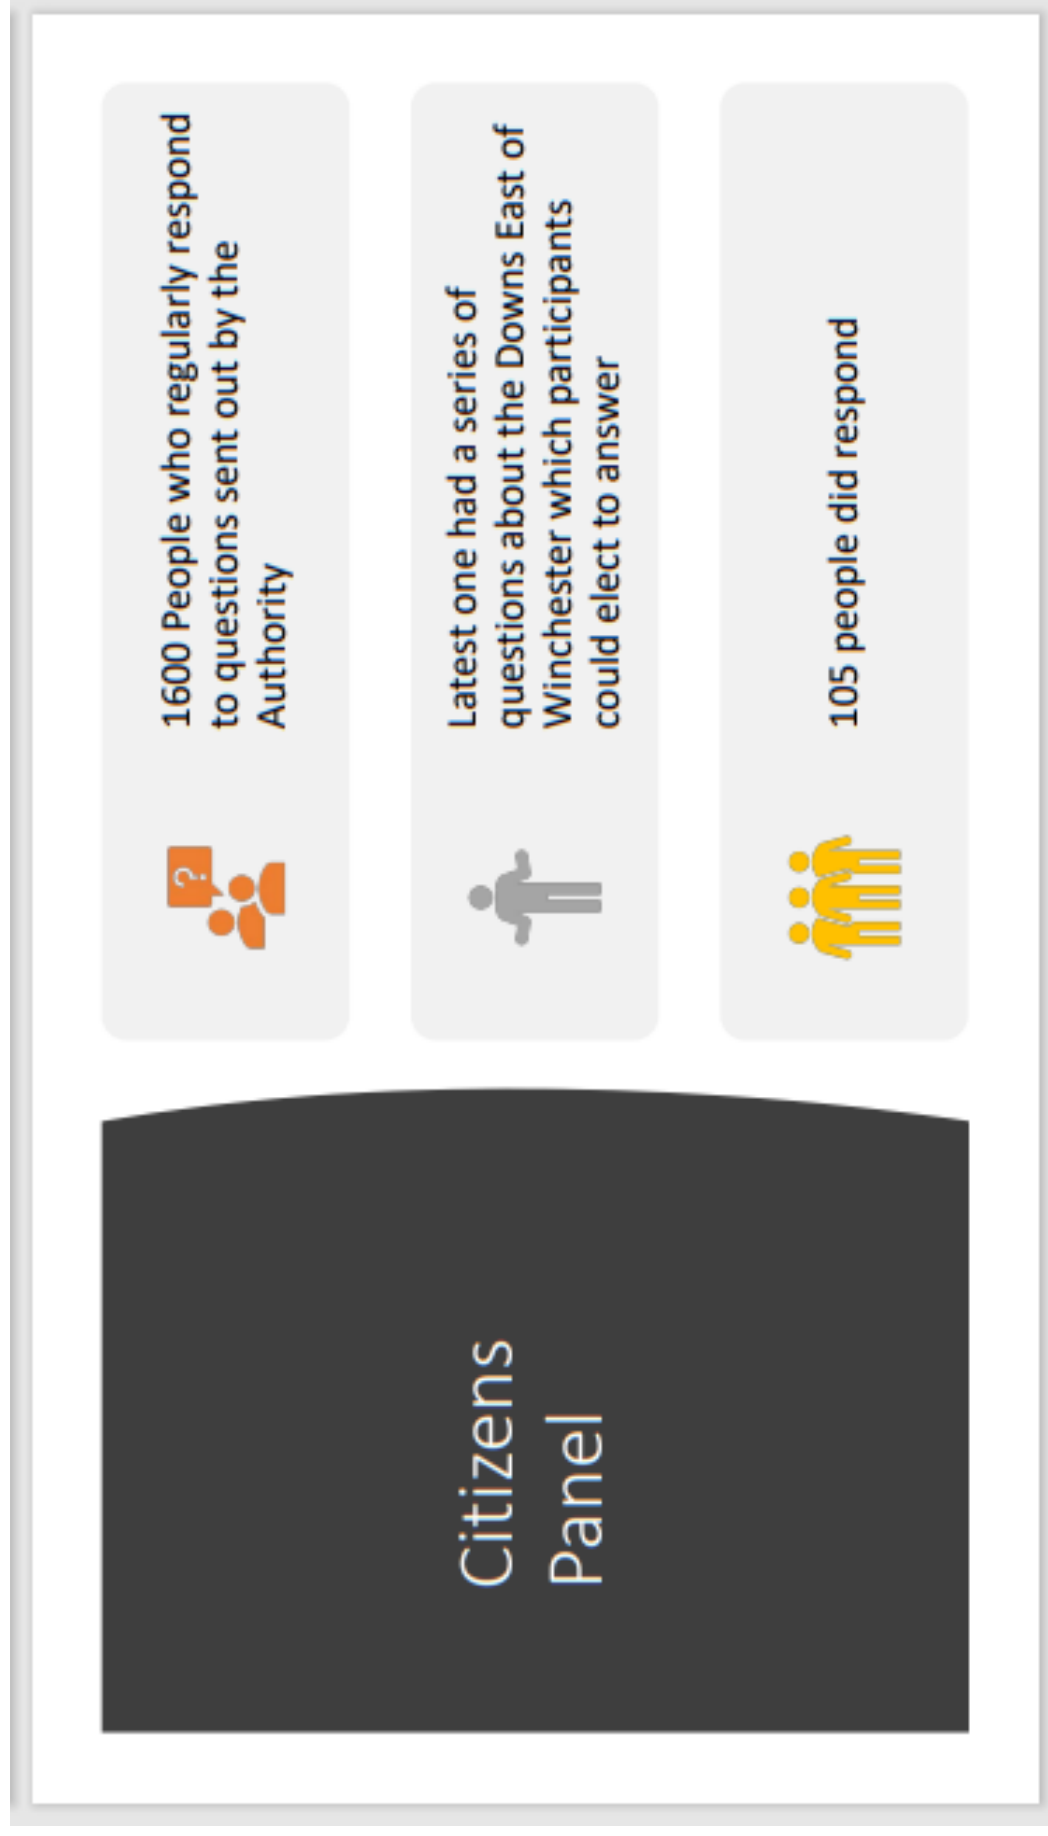 Citizens
Panel
1600 People who regularly respond
to questions sent out by the
Authority
Latest one had a series of
questions about the Downs East of
Winchester which participants
could elect to answer
105 people did respond
?